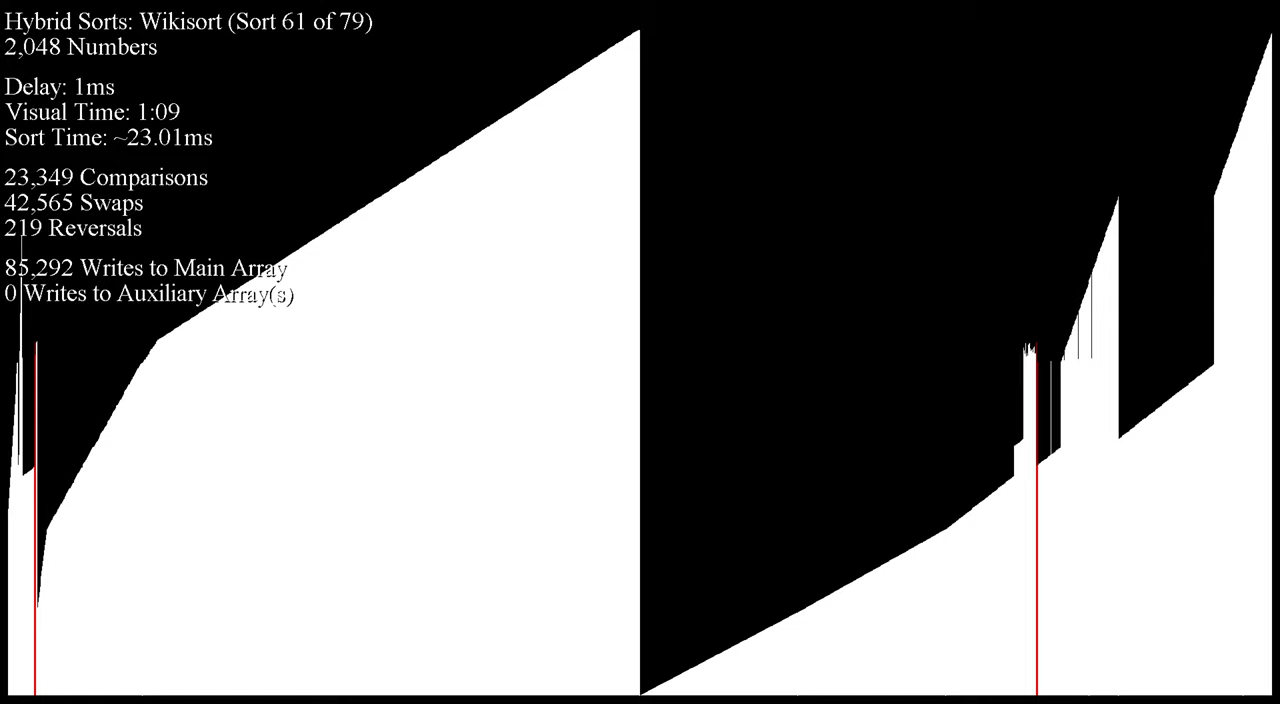 Hybrid Sorts: Wikisort (Sort 61 of 79)
2,048 Numbers
Delay: 1ms
Visual Time: 1:09
Sort Time: ~23.01ms
23,349 Comparisons
42,565 Swaps
219 Reversals
85,292 Writes to Main Array
0 Writes to Auxiliary Array(s)